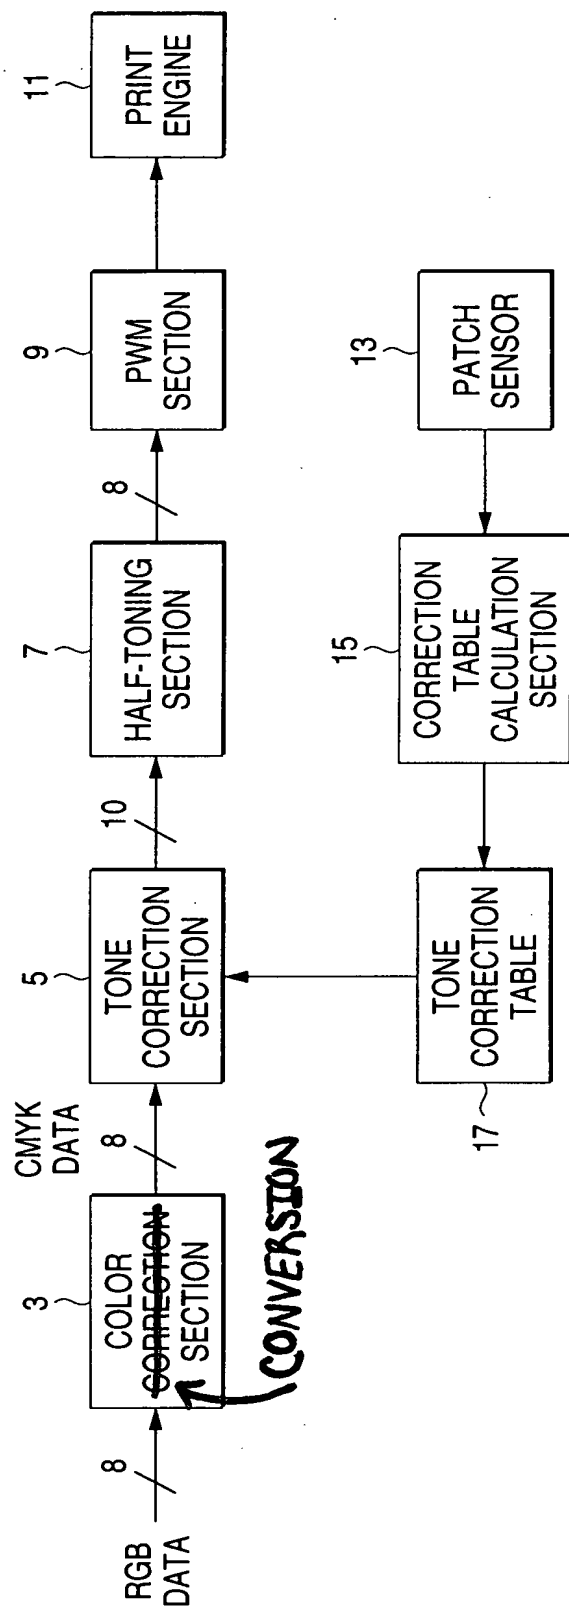 RGB
DATA
8
3
COLOR
CORRECTION
SECTION
CONVERSION
CMYK
DATA
8
5
TONE
CORRECTION
SECTION
10
7
HALF-TONING
SECTION
8
9
PWM
SECTION
11
PRINT
ENGINE
17
TONE
CORRECTION
TABLE
15
CORRECTION
TABLE
CALCULATION
SECTION
13
PATCH
SENSOR